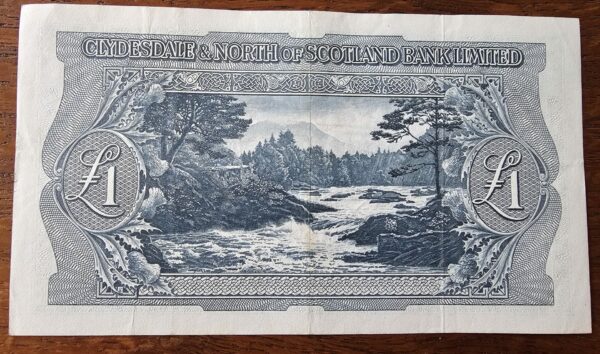 CLYDESDALE & NORTH OF SCOTLAND BANK LIMITED
£1 £1